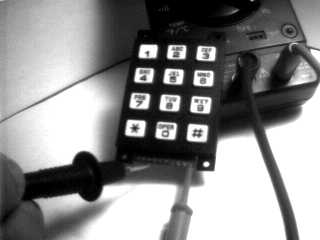 TEMP
°F/°C
1 ABC 2 DEF 3
GHI 4 JKL 5 MNO 6
PRS 7 TUV 8 WXY 9
* OPER 0 #